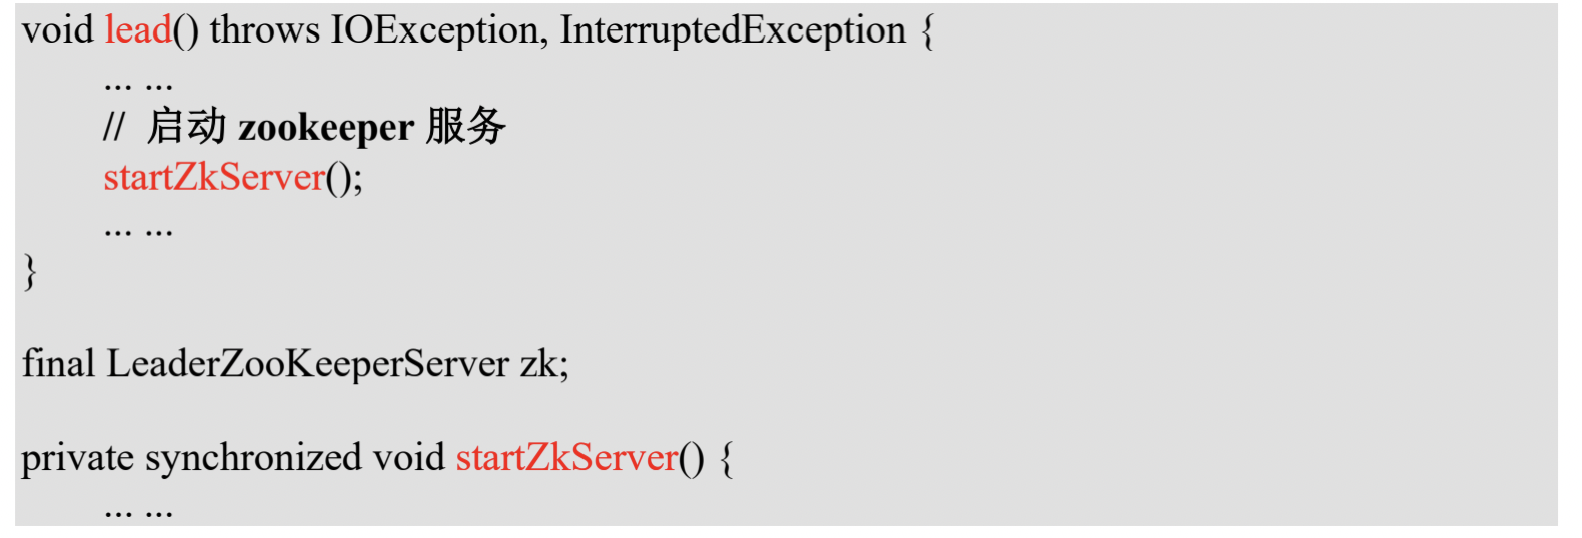 void lead() throws IOException, InterruptedException {
... ...
// 启动 zookeeper 服务
startZkServer();
... ...
}
final LeaderZooKeeperServer zk;
private synchronized void startZkServer() {
... ...